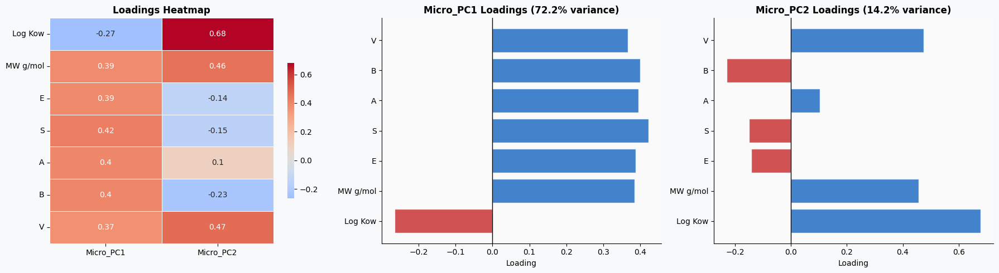 Loadings Heatmap
Log Kow -0.27 0.68
MW g/mol 0.39 0.46
E 0.39 -0.14
S 0.42 -0.15
A 0.4 0.1
B 0.4 -0.23
V 0.37 0.47
Micro_PC1 Micro_PC2
0.6
0.4
0.2
0.0
−0.2
Micro_PC1 Loadings (72.2% variance)
V
B
A
S
E
MW g/mol
Log Kow
−0.2 −0.1 0.0 0.1 0.2 0.3 0.4
Loading
Micro_PC2 Loadings (14.2% variance)
V
B
A
S
E
MW g/mol
Log Kow
−0.2 0.0 0.2 0.4 0.6
Loading